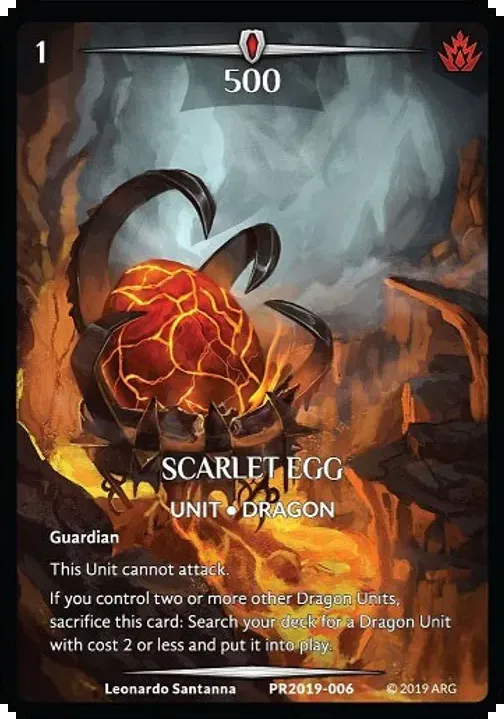 1
500
SCARLET EGG
UNIT • DRAGON
Guardian
This Unit cannot attack.
If you control two or more other Dragon Units,
sacrifice this card: Search your deck for a Dragon Unit
with cost 2 or less and put it into play.
Leonardo Santanna PR2019-006 © 2019 ARG